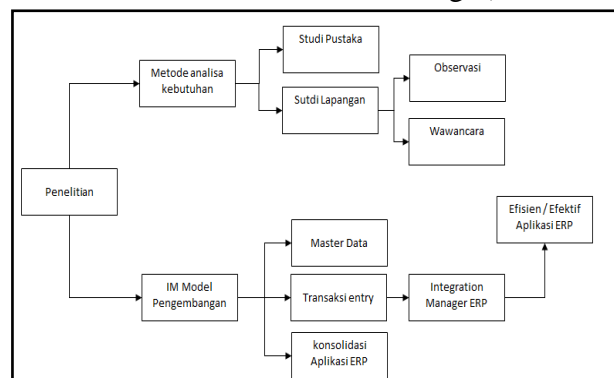 Studi Pustaka
Metode analisa
kebutuhan
Observasi
Sutdi Lapangan
Wawancara
Penelitian
Efisien / Efektif
Aplikasi ERP
Master Data
IM Model
Pengembangan
Transaksi entry
Integration
Manager ERP
konsolidasi
Aplikasi ERP